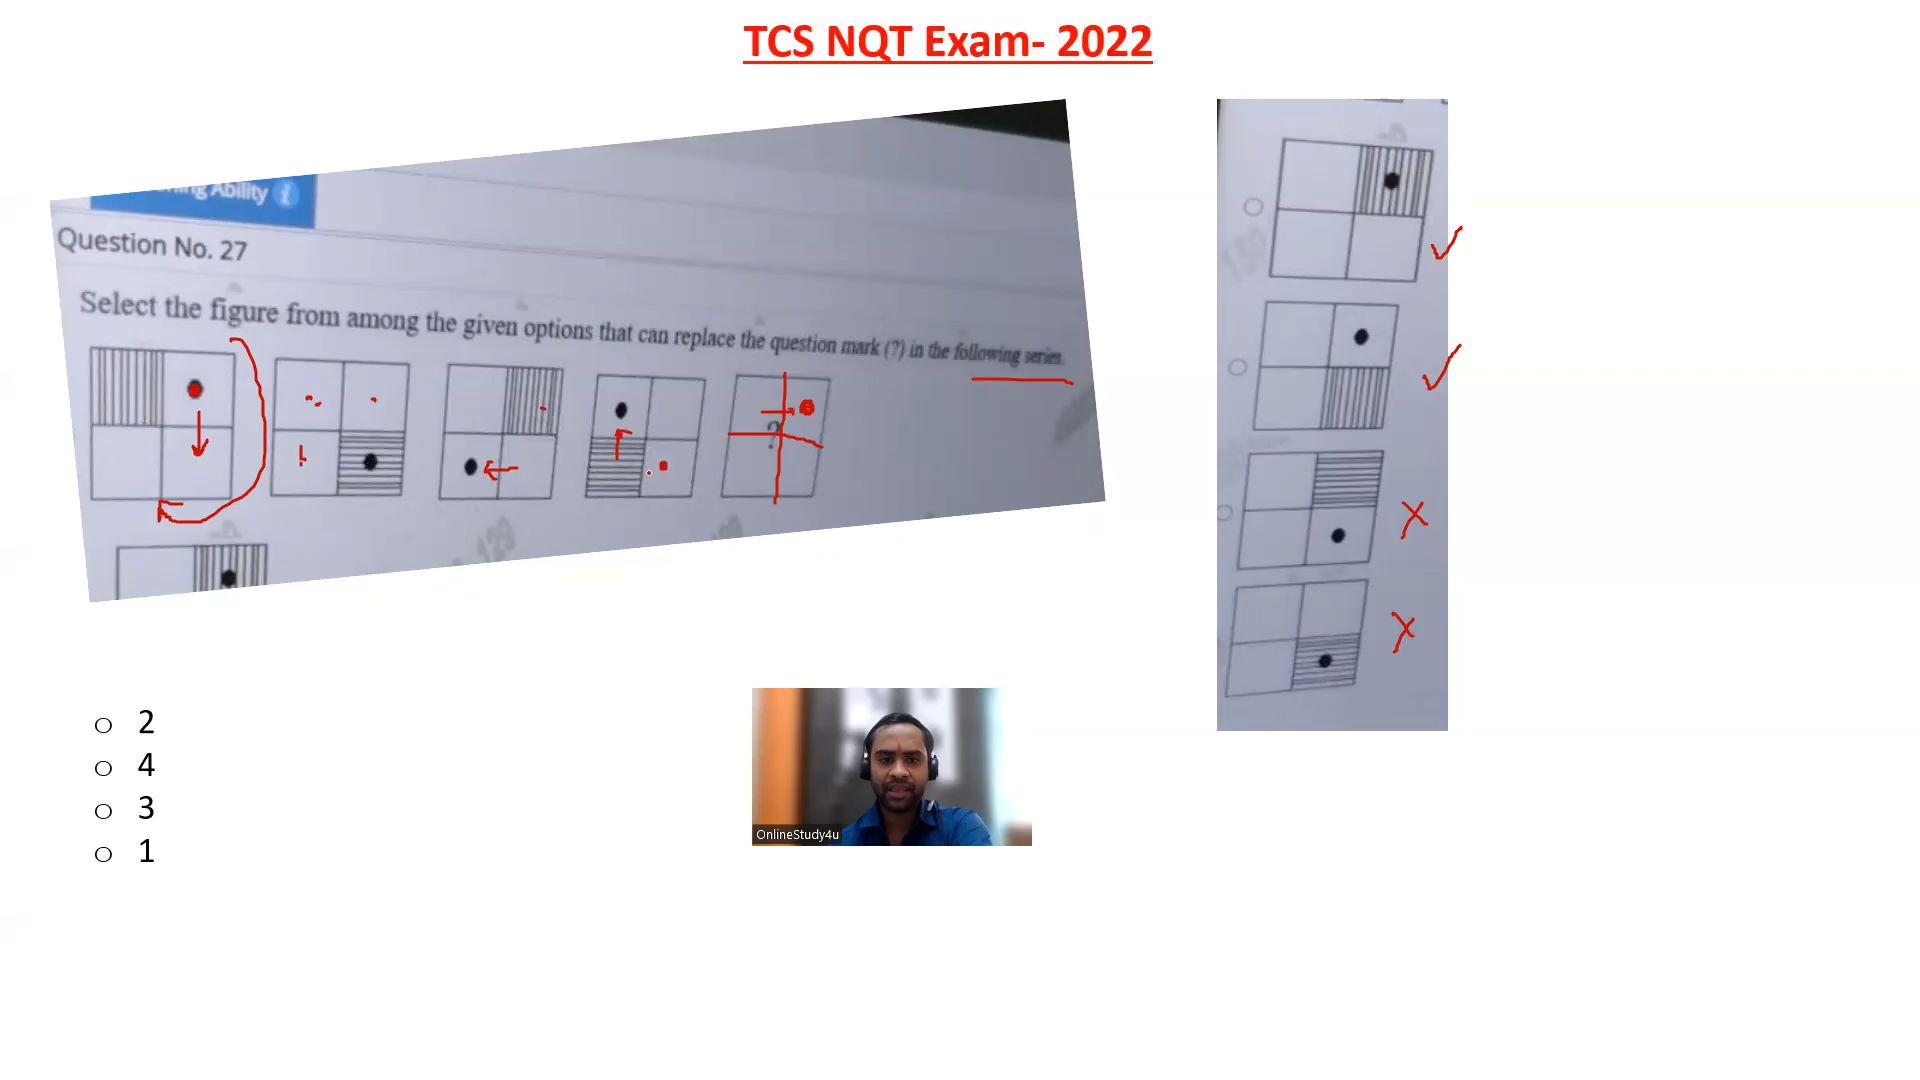 TCS NQT Exam- 2022
ing Ability i
Question No. 27
Select the figure from among the given options that can replace the question mark (?) in the following series.
?
2
4
3
1
OnlineStudy4u